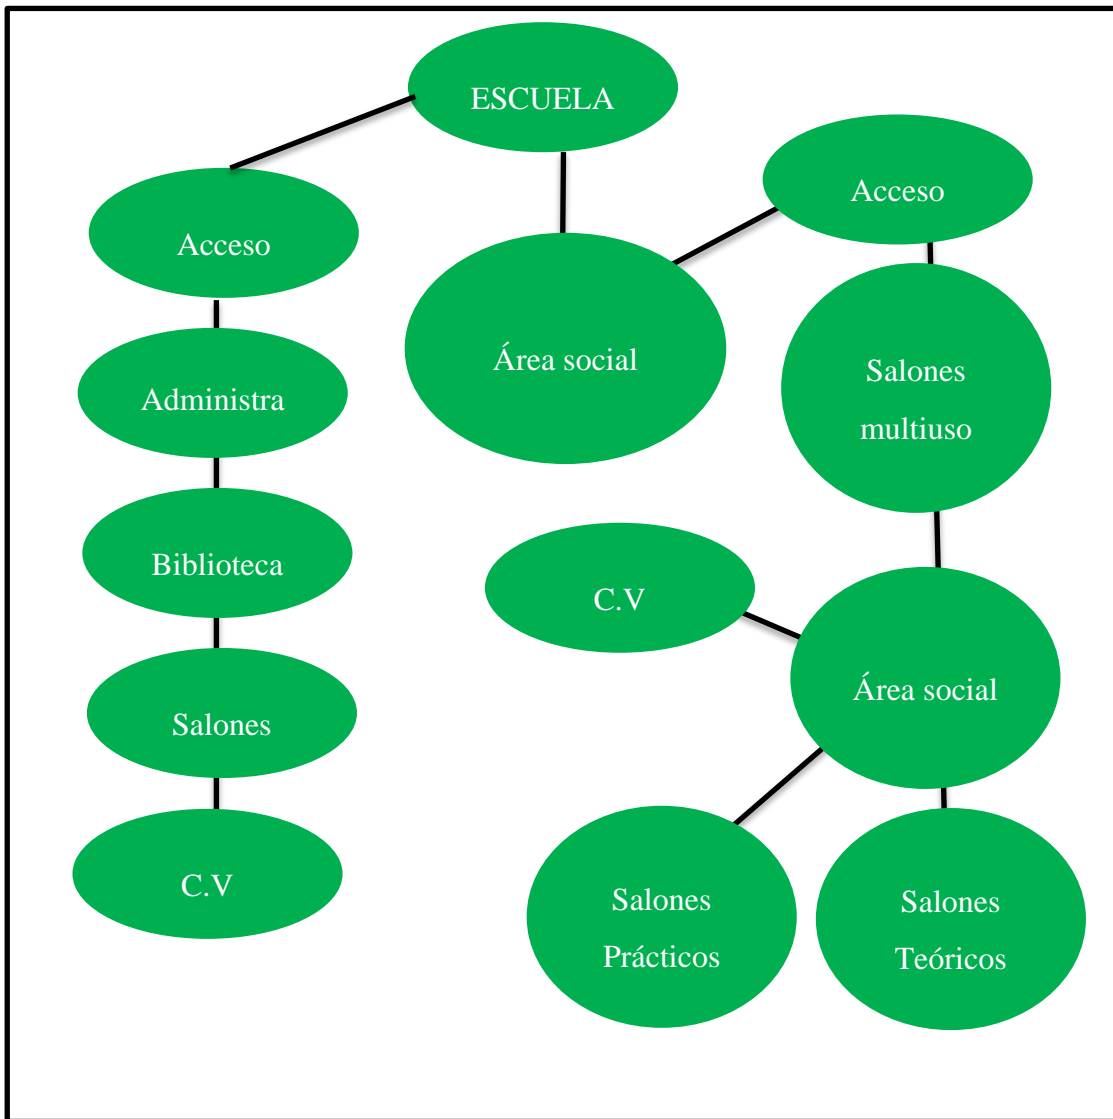 ESCUELA
Acceso
Acceso
Administra
Área social
Salones
multiuso
Biblioteca
C.V
Salones
Área social
C.V
Salones
Prácticos
Salones
Teóricos